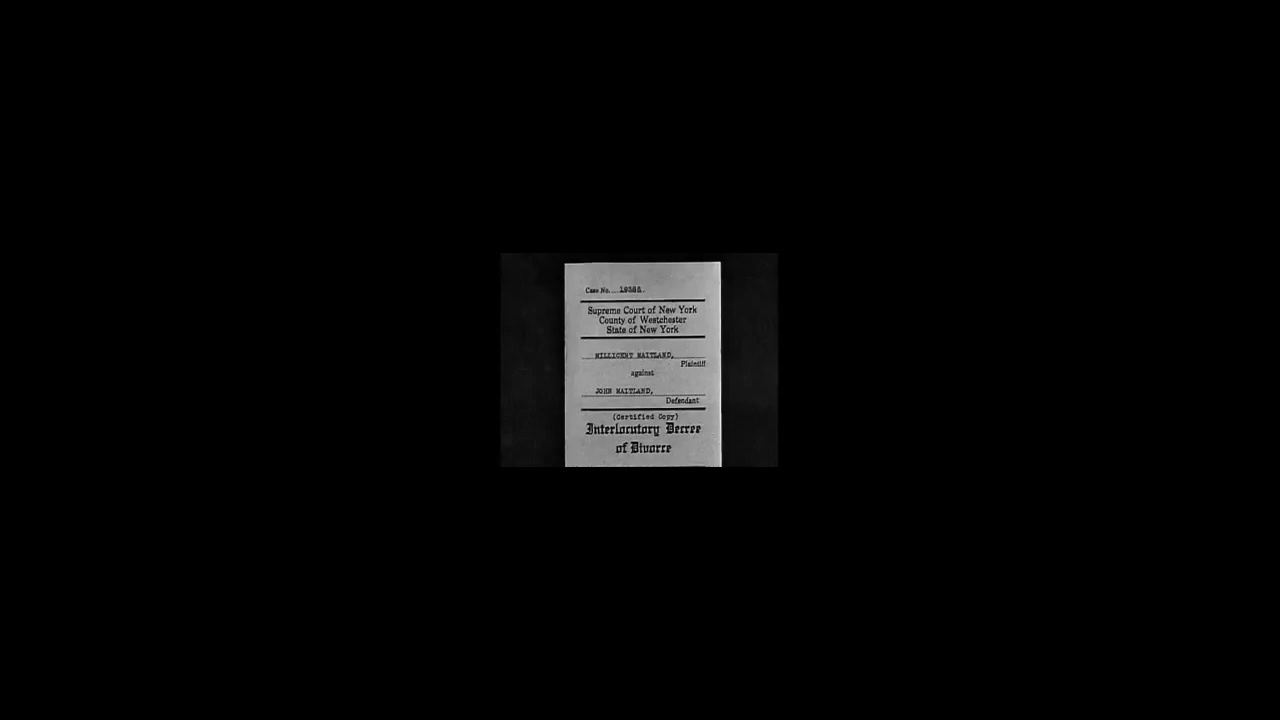 Case No....19385.
Supreme Court of New York
County of Westchester
State of New York
MILLICENT MAITLAND,
Plaintiff
against
JOHN MAITLAND,
Defendant
(Certified Copy)
Interlocutory Decree
of Divorce